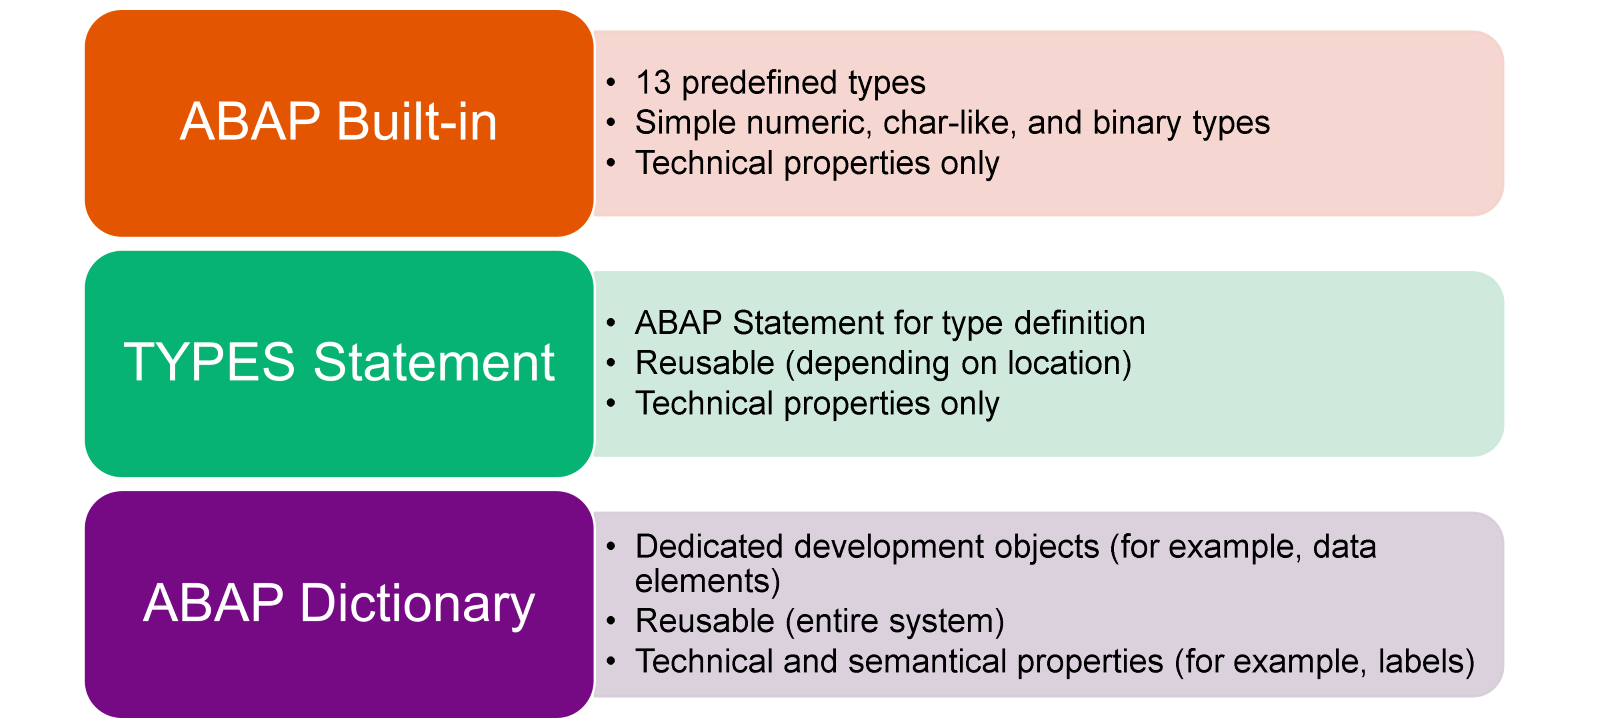 ABAP Built-in
• 13 predefined types
• Simple numeric, char-like, and binary types
• Technical properties only
TYPES Statement
• ABAP Statement for type definition
• Reusable (depending on location)
• Technical properties only
ABAP Dictionary
• Dedicated development objects (for example, data
elements)
• Reusable (entire system)
• Technical and semantical properties (for example, labels)